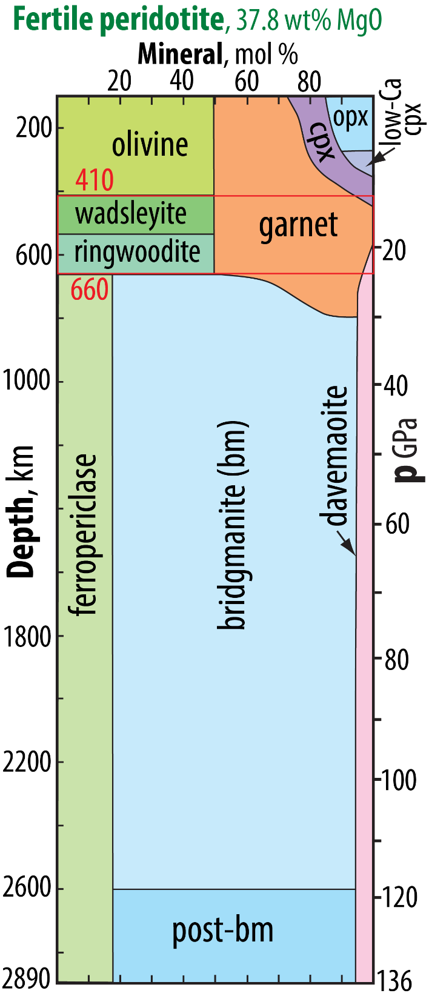 Fertile peridotite, 37.8 wt% MgO
Mineral, mol %
20 40 60 80
low-Ca
cpx
opx
cpx
200
olivine
410
wadsleyite
garnet
ringwoodite
600
20
660
1000
40
davemaoite
p GPa
bridgmanite (bm)
Depth, km
ferropericlase
60
1800
80
2200
100
2600
120
post-bm
2890
136